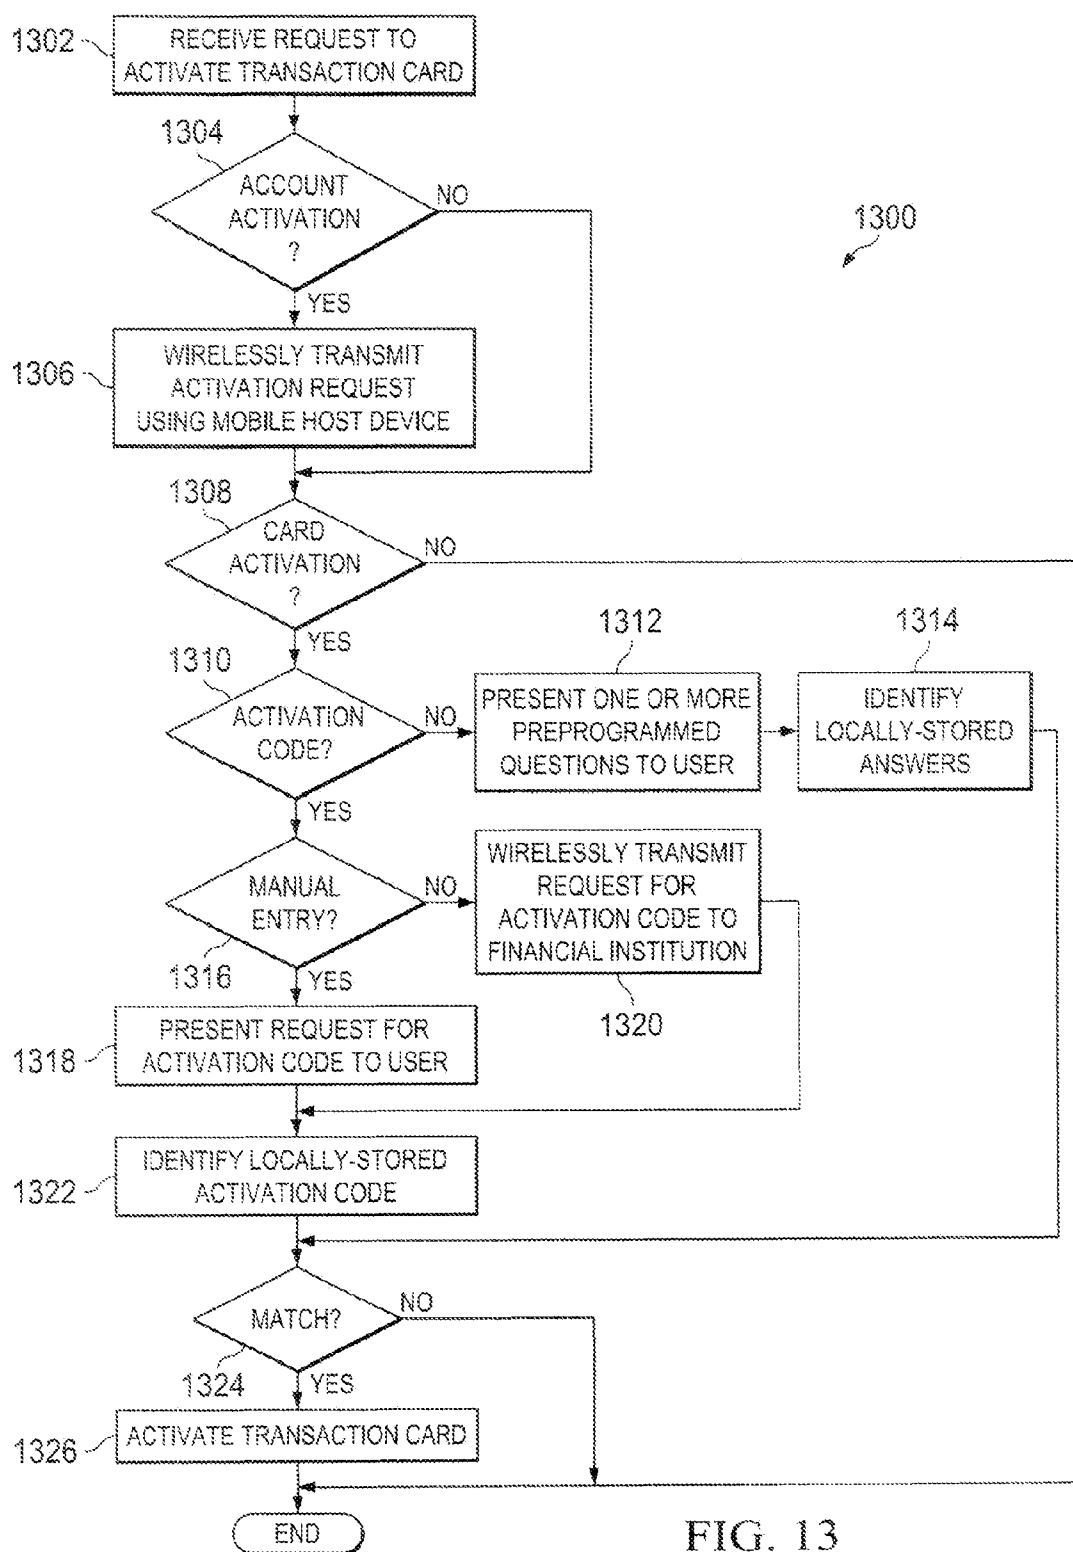 1302
RECEIVE REQUEST TO
ACTIVATE TRANSACTION CARD
1304
ACCOUNT
ACTIVATION
?
NO
YES
1300
1306
WIRELESSLY TRANSMIT
ACTIVATION REQUEST
USING MOBILE HOST DEVICE
1308
CARD
ACTIVATION
?
NO
YES
1310
ACTIVATION
CODE?
NO
YES
1312
PRESENT ONE OR MORE
PREPROGRAMMED
QUESTIONS TO USER
1314
IDENTIFY
LOCALLY-STORED
ANSWERS
MANUAL
ENTRY?
NO
1316
YES
WIRELESSLY TRANSMIT
REQUEST FOR
ACTIVATION CODE TO
FINANCIAL INSTITUTION
1320
1318
PRESENT REQUEST FOR
ACTIVATION CODE TO USER
1322
IDENTIFY LOCALLY-STORED
ACTIVATION CODE
MATCH?
NO
1324
YES
1326
ACTIVATE TRANSACTION CARD
END
FIG. 13